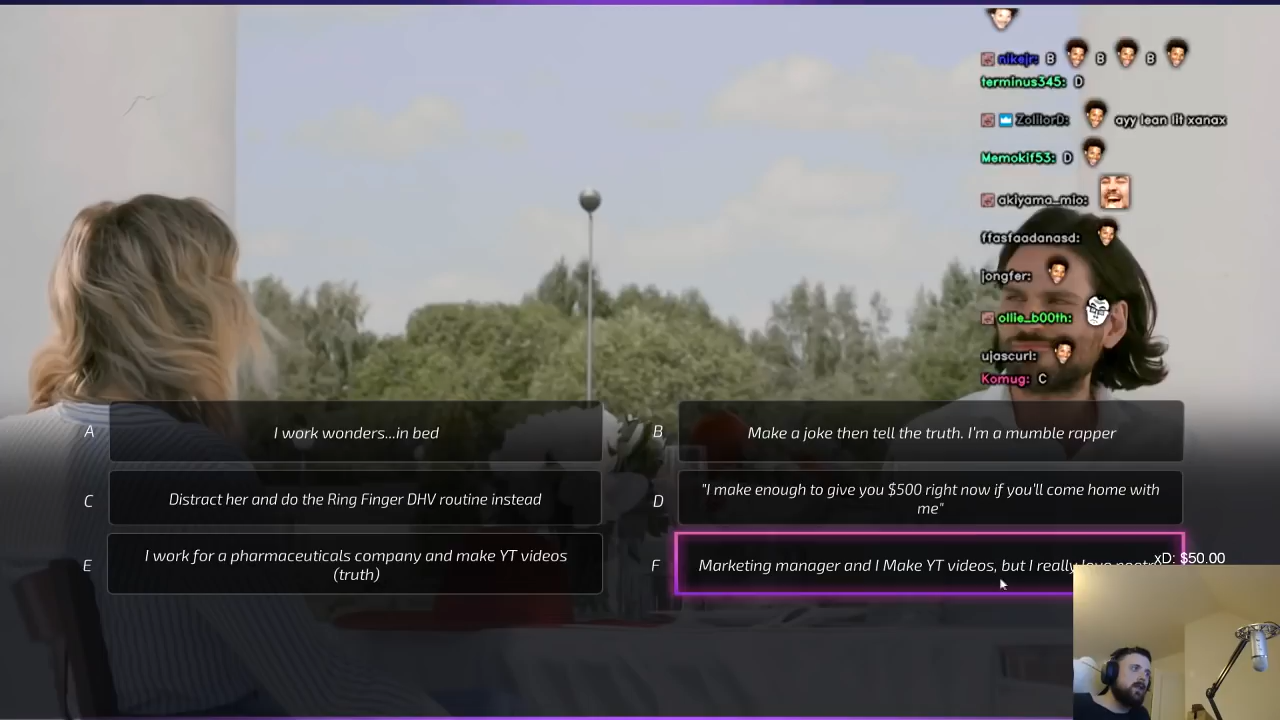 nikejr: B B B
terminus345: D
ZolllorD: ayy lean lit xanax
Memokif53: D
akiyama_mio:
ffasfaadanasd:
jongfer:
ollie_b00th:
ujascurl:
Komug: C
A I work wonders...in bed
B Make a joke then tell the truth. I'm a mumble rapper
C Distract her and do the Ring Finger DHV routine instead
D "I make enough to give you $500 right now if you'll come home with
me"
E I work for a pharmaceuticals company and make YT videos
(truth)
F Marketing manager and I Make YT videos, but I really
xD: $50.00